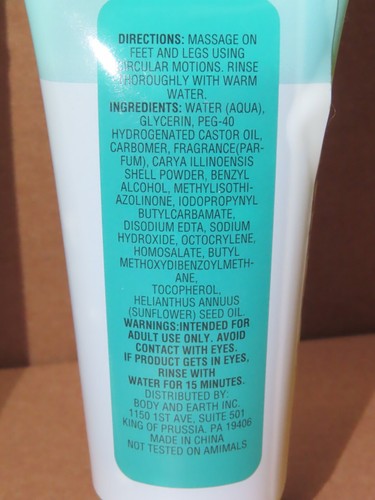 DIRECTIONS: MASSAGE ON
FEET AND LEGS USING
CIRCULAR MOTIONS. RINSE
THOROUGHLY WITH WARM
WATER.
INGREDIENTS: WATER (AQUA),
GLYCERIN, PEG-40
HYDROGENATED CASTOR OIL,
CARBOMER, FRAGRANCE(PAR-
FUM), CARYA ILLINOENSIS
SHELL POWDER, BENZYL
ALCOHOL, METHYLISOTHI-
AZOLINONE, IODOPROPYNYL
BUTYLCARBAMATE,
DISODIUM EDTA, SODIUM
HYDROXIDE, OCTOCRYLENE,
HOMOSALATE, BUTYL
METHOXYDIBENZOYLMETH-
ANE,
TOCOPHEROL,
HELIANTHUS ANNUUS
(SUNFLOWER) SEED OIL.
WARNINGS:INTENDED FOR
ADULT USE ONLY. AVOID
CONTACT WITH EYES.
IF PRODUCT GETS IN EYES,
RINSE WITH
WATER FOR 15 MINUTES.
DISTRIBUTED BY:
BODY AND EARTH INC.
1150 1ST AVE, SUITE 501
KING OF PRUSSIA. PA 19406
MADE IN CHINA
NOT TESTED ON AMIMALS